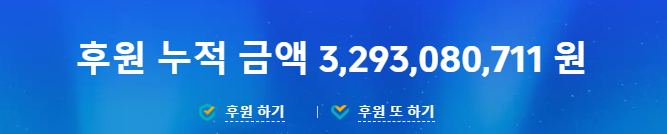 후원 누적 금액 3,293,080,711 원
후원 하기 | 후원 또 하기